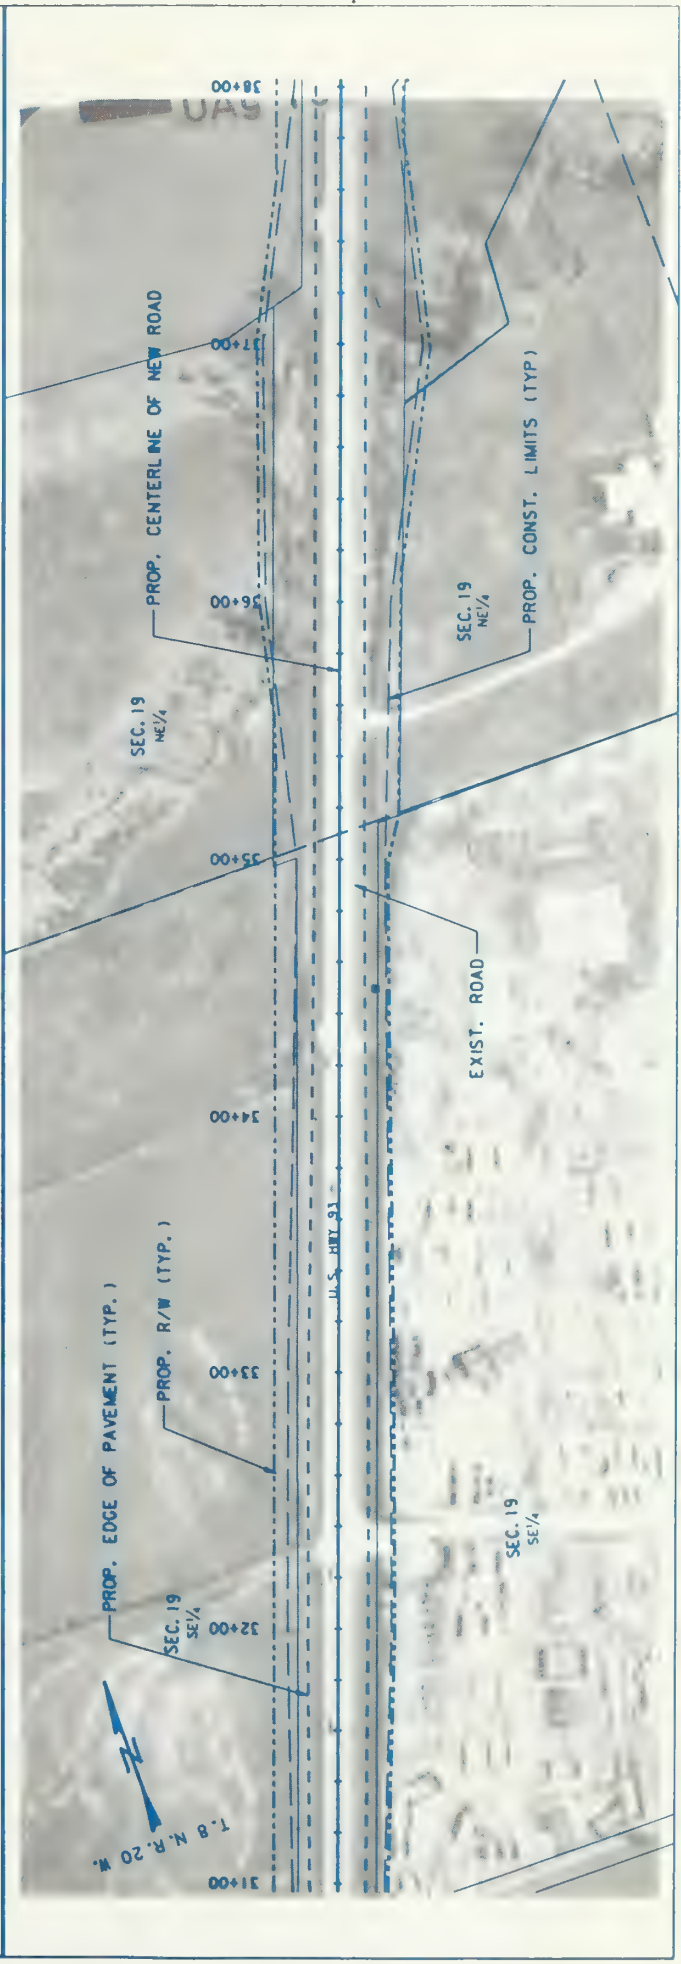 38+00
UAS
PROP. CENTERLINE OF NEW ROAD
37+00
PROP. CONST. LIMITS (TYP)
36+00
SEC. 19
NE1/4
SEC. 19
NE1/4
35+00
EXIST. ROAD
34+00
U.S. HWY 93
PROP. R/W (TYP.)
PROP. EDGE OF PAVEMENT (TYP.)
33+00
SEC. 19
SE1/4
32+00
SEC. 19
SE1/4
T. 8 N. R. 20 W.
31+00